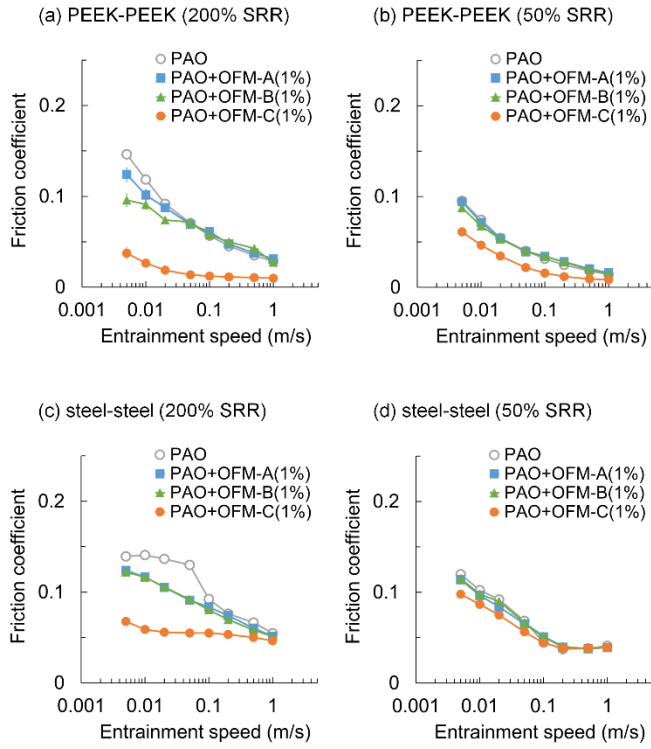 (a) PEEK-PEEK (200% SRR)
PAO
PAO+OFM-A(1%)
PAO+OFM-B(1%)
PAO+OFM-C(1%)
0.2
0.1
0
Friction coefficient
0.001
0.01
0.1
1
Entrainment speed (m/s)
(b) PEEK-PEEK (50% SRR)
PAO
PAO+OFM-A(1%)
PAO+OFM-B(1%)
PAO+OFM-C(1%)
0.2
0.1
0
Friction coefficient
0.001
0.01
0.1
1
Entrainment speed (m/s)
(c) steel-steel (200% SRR)
PAO
PAO+OFM-A(1%)
PAO+OFM-B(1%)
PAO+OFM-C(1%)
0.2
0.1
0
Friction coefficient
0.001
0.01
0.1
1
Entrainment speed (m/s)
(d) steel-steel (50% SRR)
PAO
PAO+OFM-A(1%)
PAO+OFM-B(1%)
PAO+OFM-C(1%)
0.2
0.1
0
Friction coefficient
0.001
0.01
0.1
1
Entrainment speed (m/s)